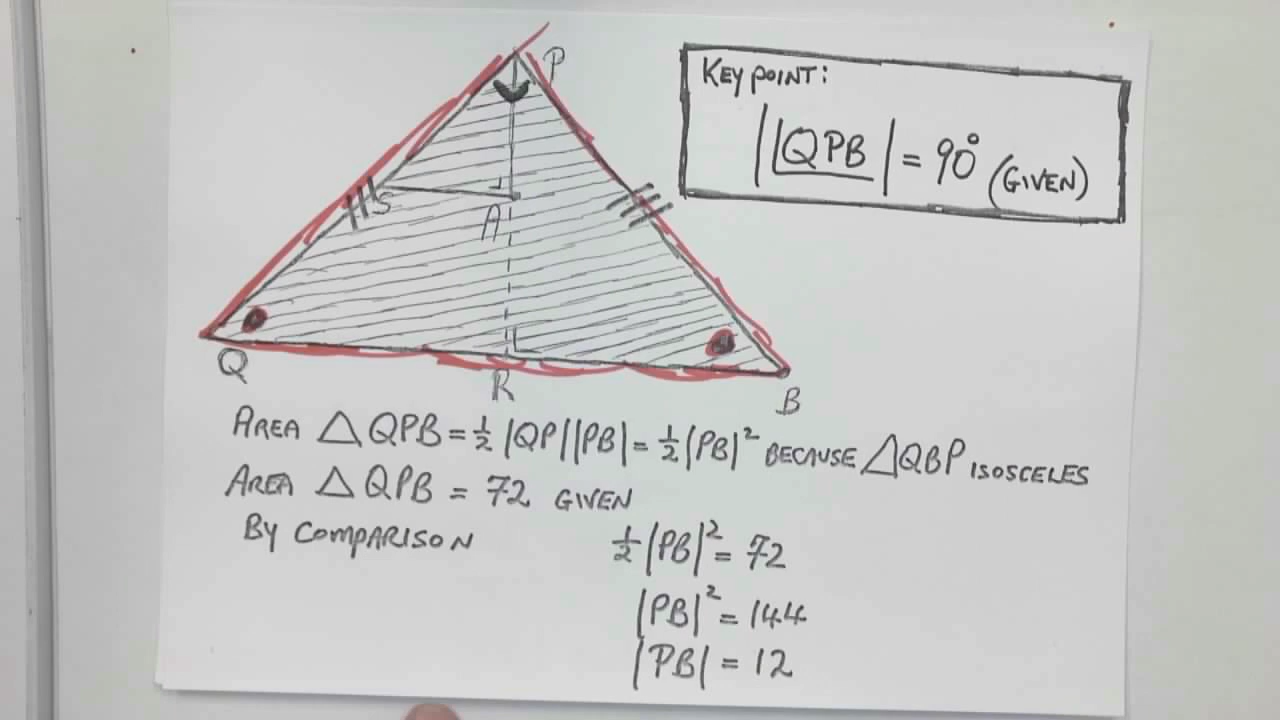 P
KEY POINT:
|∠QPB| = 90° (GIVEN)
S
A
Q
R
B
AREA △QPB = ½|QP||PB| = ½|PB|² BECAUSE △QBP ISOSCELES
AREA △QPB = 72 GIVEN
BY COMPARISON ½|PB|² = 72
|PB|² = 144
|PB| = 12